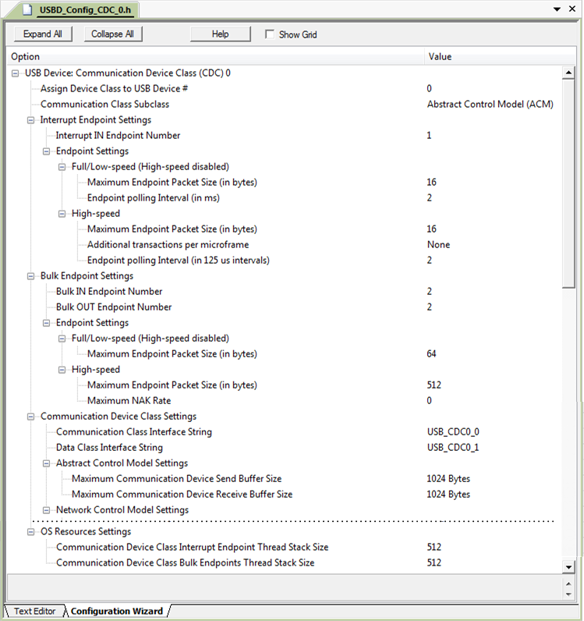 USBD_Config_CDC_0.h
Expand All Collapse All Help Show Grid
Option Value
USB Device: Communication Device Class (CDC) 0
Assign Device Class to USB Device # 0
Communication Class Subclass Abstract Control Model (ACM)
Interrupt Endpoint Settings
Interrupt IN Endpoint Number 1
Endpoint Settings
Full/Low-speed (High-speed disabled)
Maximum Endpoint Packet Size (in bytes) 16
Endpoint polling Interval (in ms) 2
High-speed
Maximum Endpoint Packet Size (in bytes) 16
Additional transactions per microframe None
Endpoint polling Interval (in 125 us intervals) 2
Bulk Endpoint Settings
Bulk IN Endpoint Number 2
Bulk OUT Endpoint Number 2
Endpoint Settings
Full/Low-speed (High-speed disabled)
Maximum Endpoint Packet Size (in bytes) 64
High-speed
Maximum Endpoint Packet Size (in bytes) 512
Maximum NAK Rate 0
Communication Device Class Settings
Communication Class Interface String USB_CDC0_0
Data Class Interface String USB_CDC0_1
Abstract Control Model Settings
Maximum Communication Device Send Buffer Size 1024 Bytes
Maximum Communication Device Receive Buffer Size 1024 Bytes
Network Control Model Settings
OS Resources Settings
Communication Device Class Interrupt Endpoint Thread Stack Size 512
Communication Device Class Bulk Endpoints Thread Stack Size 512
Text Editor Configuration Wizard